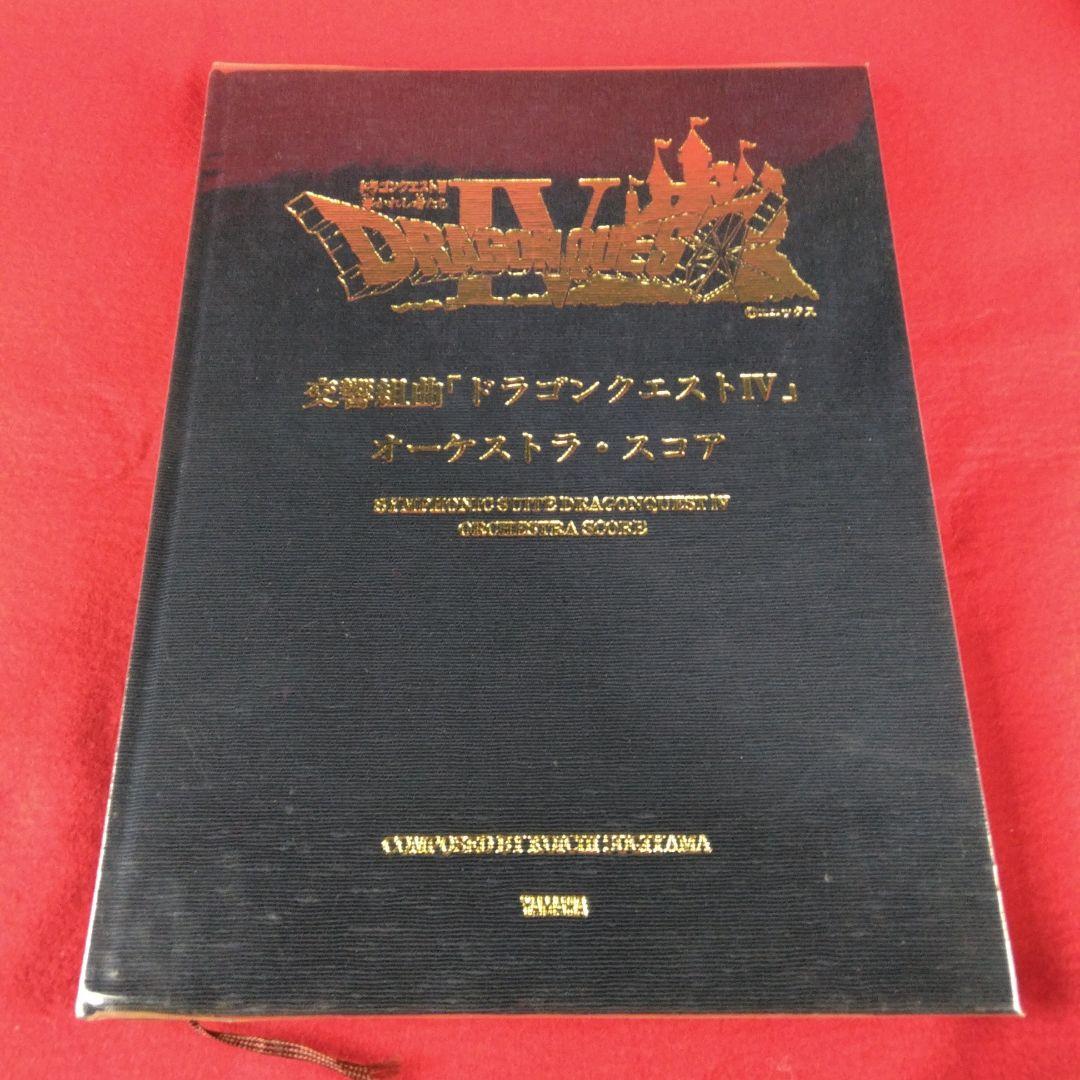 ドラゴンクエストIV
導かれし者たち
DRAGON QUEST
IV
©エニックス
交響組曲「ドラゴンクエストIV」
オーケストラ・スコア
SYMPHONIC SUITE DRAGONQUEST IV
ORCHESTRA SCORE
COMPOSED BY KOICHI SUGIYAMA